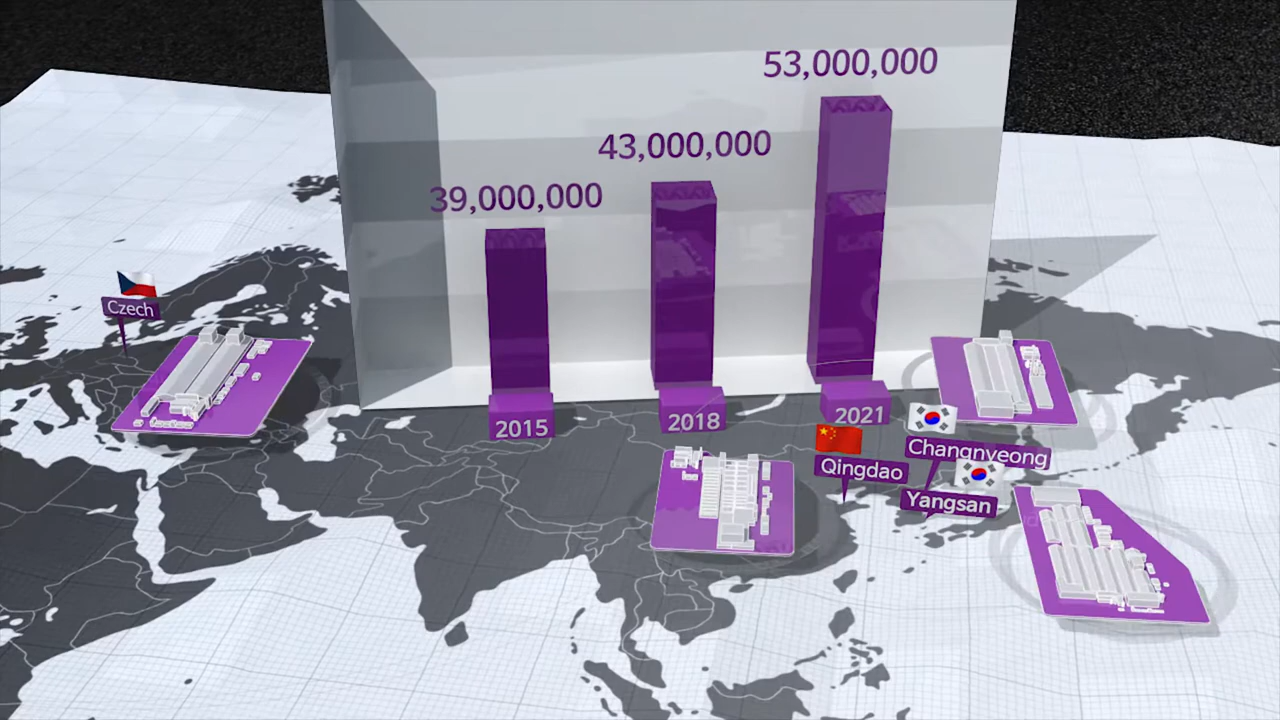 53,000,000
43,000,000
39,000,000
Czech
2015
2018
2021
Changnyeong
Qingdao
Yangsan